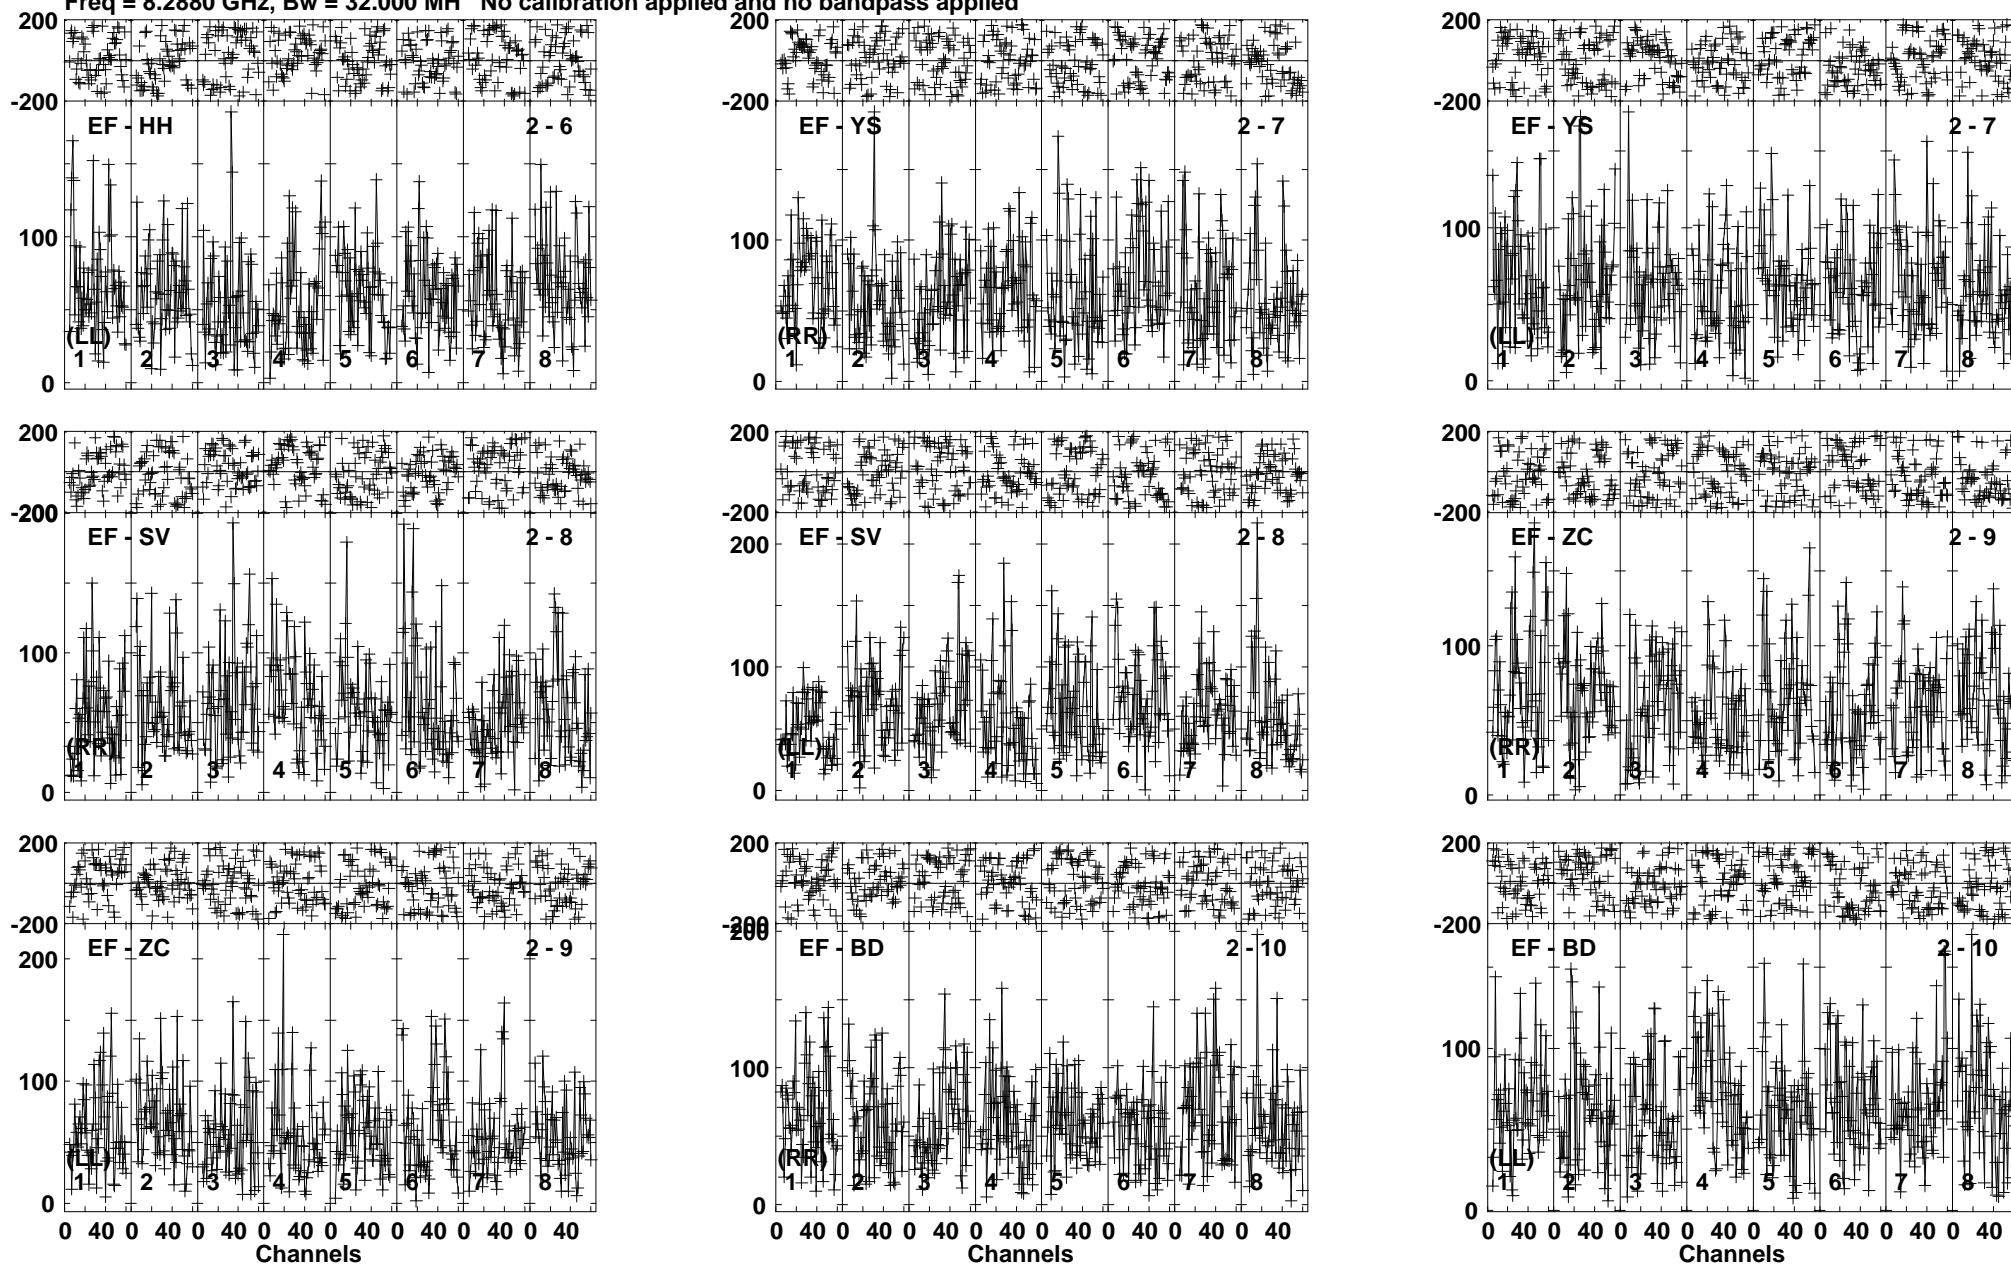 Freq = 8.2880 GHz, Bw = 32.000 MH No calibration applied and no bandpass applied
200 200 200
-200 -200 -200
EF - HH 2 - 6 EF - YS 2 - 7 EF - YS 2 - 7
100 100 100
(LL) (RR) (LL)
1 2 3 4 5 6 7 8 1 2 3 4 5 6 7 8 1 2 3 4 5 6 7 8
0 0 0
200 200 200
-200 -200 -200
EF - SV 2 - 8 EF - SV 2 - 8 EF - ZC 2 - 9
200 200
100 100 100
(RR) (LL) (RR)
1 2 3 4 5 6 7 8 1 2 3 4 5 6 7 8 1 2 3 4 5 6 7 8
0 0 0
200 200 200
-200 -200 -200
EF - ZC 2 - 9 EF - BD 2 - 10 EF - BD 2 - 10
200 200
100 100 100
(LL) (RR) (LL)
1 2 3 4 5 6 7 8 1 2 3 4 5 6 7 8 1 2 3 4 5 6 7 8
0 0 0
0 40 0 40 0 40 0 40 0 40 0 40 0 40 0 40 0 40 0 40 0 40 0 40 0 40 0 40 0 40 0 40 0 40 0 40 0 40 0 40 0 40 0 40 0 40 0 40
Channels Channels Channels